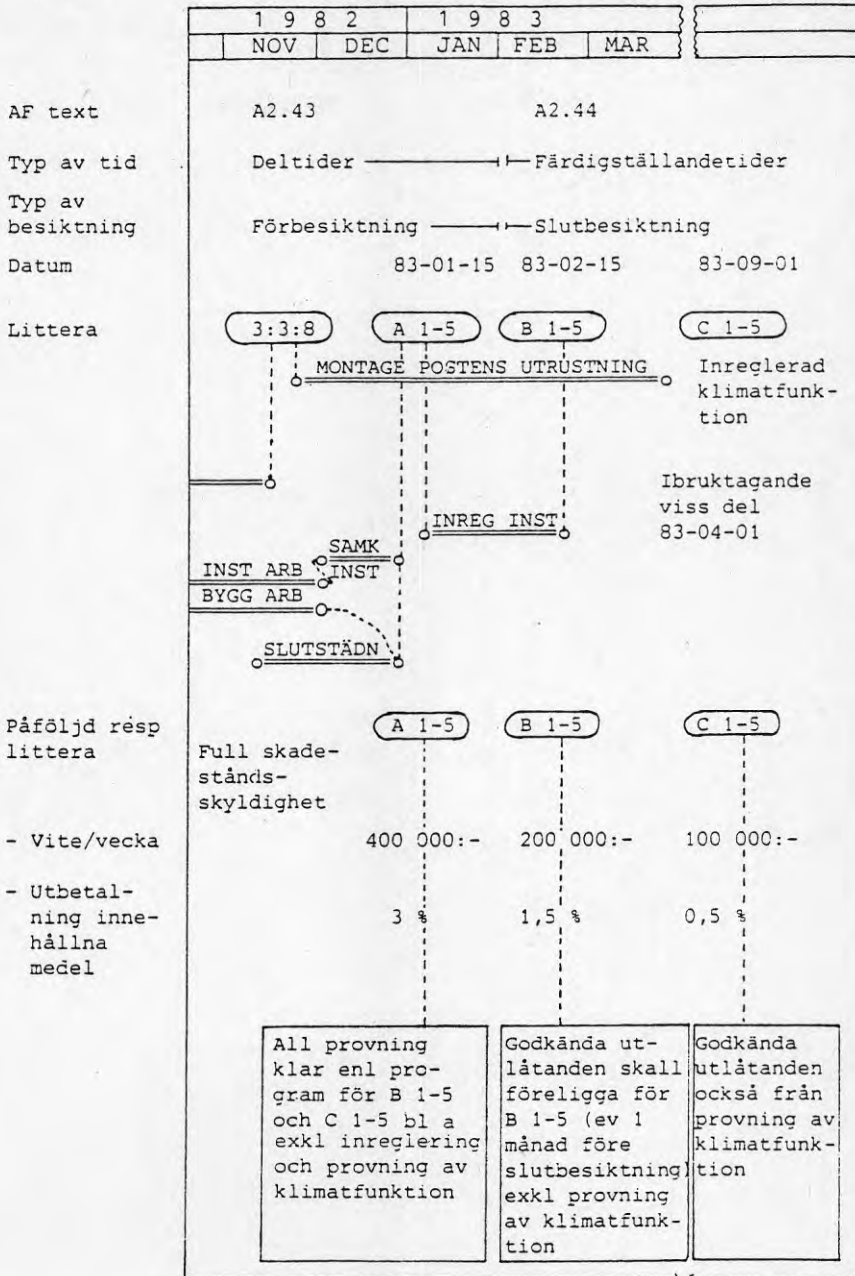 1 9 8 2 1 9 8 3
NOV DEC JAN FEB MAR
AF text A2.43 A2.44
Typ av tid Deltider Färdigställandetider
Typ av
besiktning Förbesiktning Slutbesiktning
Datum 83-01-15 83-02-15 83-09-01
Littera 3:3:8 A 1-5 B 1-5 C 1-5
MONTAGE POSTENS UTRUSTNING
Inreglerad
klimatfunk-
tion
Ibruktagande
viss del
83-04-01
INREG INST
SAMK
INST
INST ARB
BYGG ARB
SLUTSTÄDN
Påföljd resp
littera
A 1-5 B 1-5 C 1-5
Full skade-
stånds-
skyldighet
- Vite/vecka 400 000:- 200 000:- 100 000:-
- Utbetal-
ning inne-
hållna
medel
3 % 1,5 % 0,5 %
All provning
klar enl pro-
gram för B 1-5
och C 1-5 bl a
exkl inreglering
och provning av
klimatfunktion
Godkända ut-
låtanden skall
föreligga för
B 1-5 (ev 1
månad före
slutbesiktning)
exkl provning
av klimatfunk-
tion
Godkända
utlåtanden
också från
provning av
klimatfunk-
tion